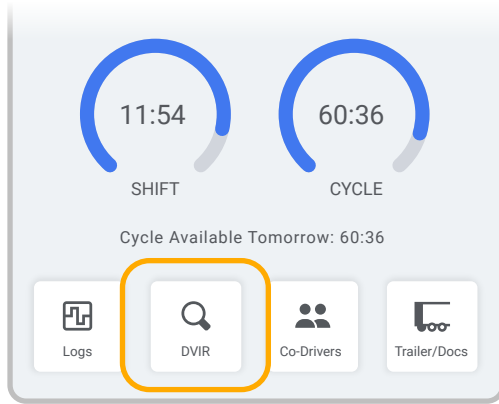 11:54 60:36
SHIFT CYCLE
Cycle Available Tomorrow: 60:36
Logs DVIR Co-Drivers Trailer/Docs